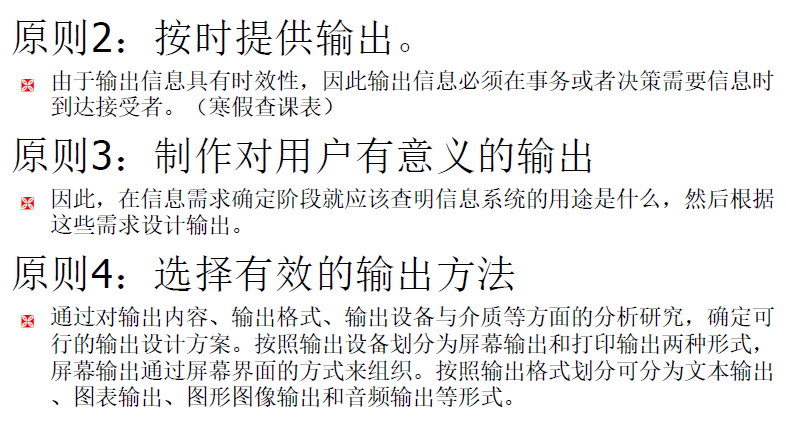 原则2：按时提供输出。
由于输出信息具有时效性，因此输出信息必须在事务或者决策需要信息时
到达接受者。（寒假查课表）
原则3：制作对用户有意义的输出
因此，在信息需求确定阶段就应该查明信息系统的用途是什么，然后根据
这些需求设计输出。
原则4：选择有效的输出方法
通过对输出内容、输出格式、输出设备与介质等方面的分析研究，确定可
行的输出设计方案。按照输出设备划分为屏幕输出和打印输出两种形式，
屏幕输出通过屏幕界面的方式来组织。按照输出格式划分可分为文本输出
、图表输出、图形图像输出和音频输出等形式。